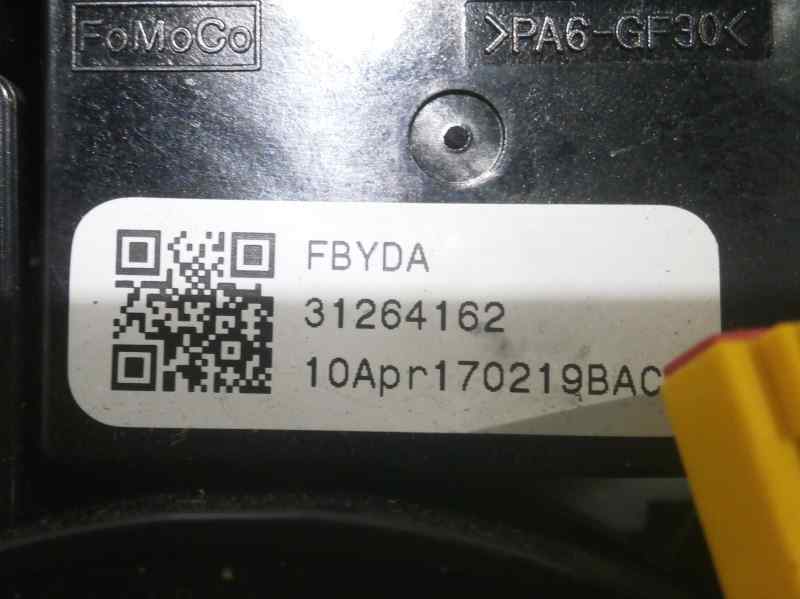 FoMoCo
>PA6-GF30<
FBYDA
31264162
10Apr170219BAC